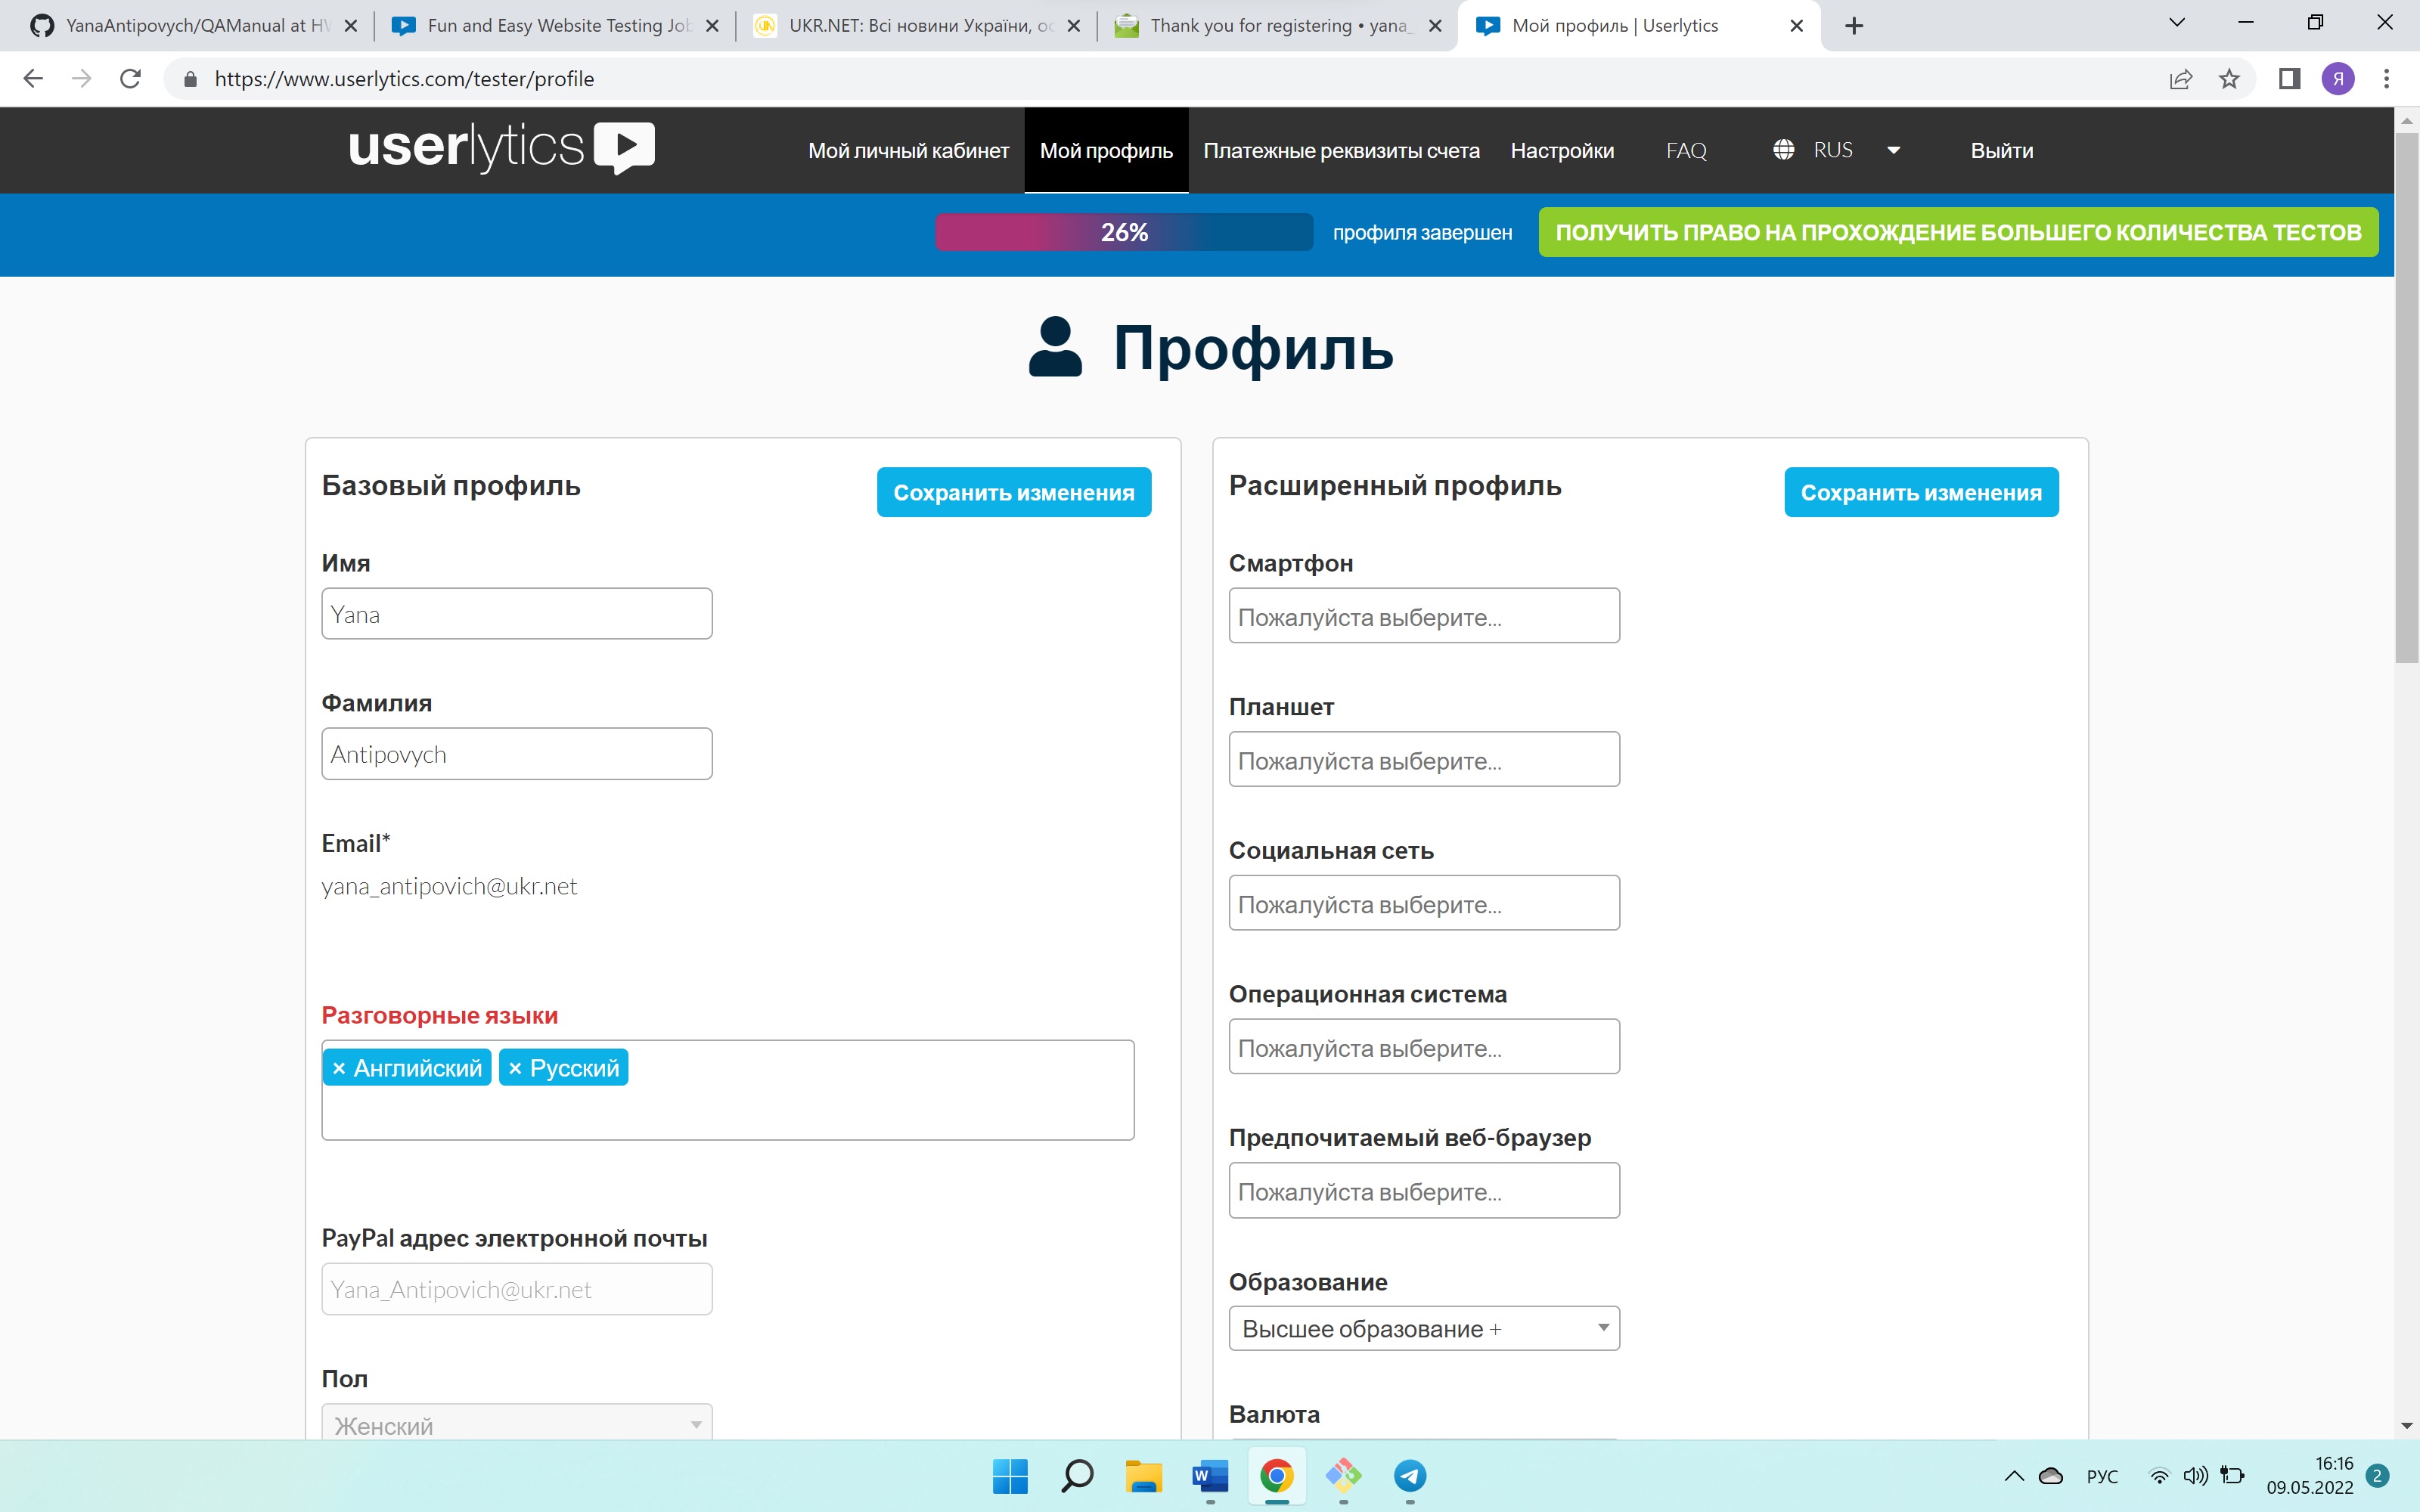 YanaAntipovych/QAManual at HW
Fun and Easy Website Testing Job
UKR.NET: Всі новини України, ос
Thank you for registering • yana_
Мой профиль | Userlytics
https://www.userlytics.com/tester/profile
Я
userlytics
Мой личный кабинет
Мой профиль
Платежные реквизиты счета
Настройки
FAQ
RUS
Выйти
26%
профиля завершен
ПОЛУЧИТЬ ПРАВО НА ПРОХОЖДЕНИЕ БОЛЬШЕГО КОЛИЧЕСТВА ТЕСТОВ
Профиль
Базовый профиль
Сохранить изменения
Имя
Yana
Фамилия
Antipovych
Email*
yana_antipovich@ukr.net
Разговорные языки
× Английский
× Русский
PayPal адрес электронной почты
Yana_Antipovich@ukr.net
Пол
Женский
Расширенный профиль
Сохранить изменения
Смартфон
Пожалуйста выберите...
Планшет
Пожалуйста выберите...
Социальная сеть
Пожалуйста выберите...
Операционная система
Пожалуйста выберите...
Предпочитаемый веб-браузер
Пожалуйста выберите...
Образование
Высшее образование +
Валюта
РУС
16:16
09.05.2022
2